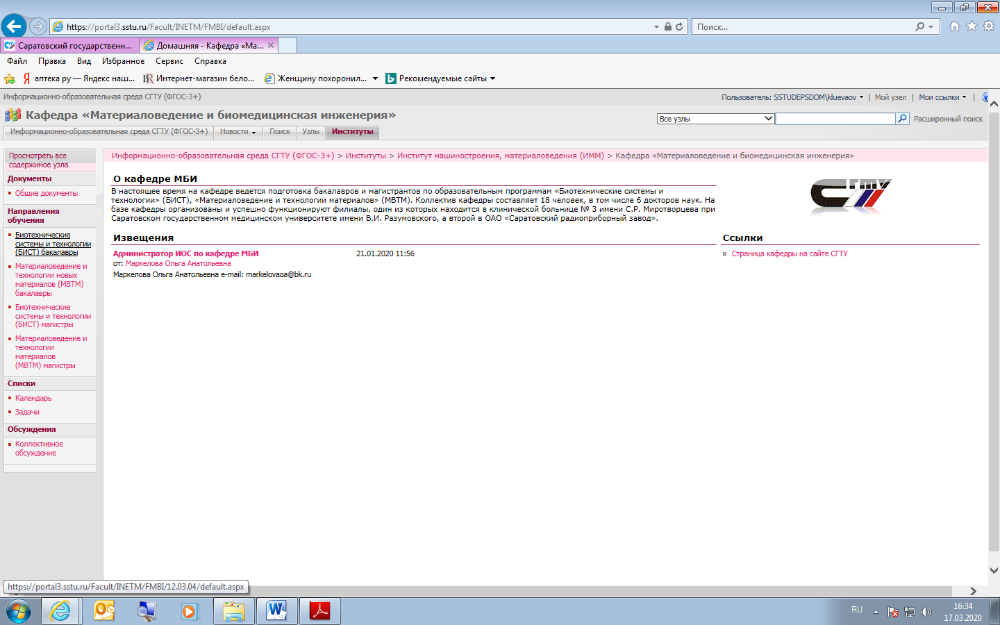 https://portal3.sstu.ru/Facult/INETM/FMBI/default.aspx
Поиск...
Саратовский государственн...
Домашняя - Кафедра «Ма...
Файл Правка Вид Избранное Сервис Справка
аптека ру — Яндекс наш...
Интернет-магазин бело...
Женщину похоронил...
Рекомендуемые сайты
Информационно-образовательная среда СГТУ (ФГОС-3+)
Пользователь: SSTUDEPSDOM\kluevaov | Мой узел | Мои ссылки |
Кафедра «Материаловедение и биомедицинская инженерия»
Все узлы
Расширенный поиск
Информационно-образовательная среда СГТУ (ФГОС-3+) Новости Поиск Узлы Институты
Просмотреть все
содержимое узла
Документы
Общие документы
Направления
обучения
Биотехнические
системы и технологии
(БИСТ) бакалавры
Материаловедение и
технологии новых
материалов (МВТМ)
бакалавры
Биотехнические
системы и технологии
(БИСТ) магистры
Материаловедение и
технологии
материалов
(МВТМ) магистры
Списки
Календарь
Задачи
Обсуждения
Коллективное
обсуждение
Информационно-образовательная среда СГТУ (ФГОС-3+) > Институты > Институт машиностроения, материаловедения (ИММ) > Кафедра «Материаловедение и биомедицинская инженерия»
О кафедре МБИ
В настоящее время на кафедре ведется подготовка бакалавров и магистрантов по образовательным программам «Биотехнические системы и
технологии» (БИСТ), «Материаловедение и технологии материалов» (МВТМ). Коллектив кафедры составляет 18 человек, в том числе 6 докторов наук. На
базе кафедры организованы и успешно функционируют филиалы, один из которых находится в клинической больнице № 3 имени С.Р. Миротворцева при
Саратовском государственном медицинском университете имени В.И. Разумовского, а второй в ОАО «Саратовский радиоприборный завод».
Извещения
Администратор ИОС по кафедре МБИ 21.01.2020 11:56
от: Маркелова Ольга Анатольевна
Маркелова Ольга Анатольевна e-mail: markelovaoa@bk.ru
СГТУ
Ссылки
Страница кафедры на сайте СГТУ
https://portal3.sstu.ru/Facult/INETM/FMBI/12.03.04/default.aspx
RU
16:34
17.03.2020